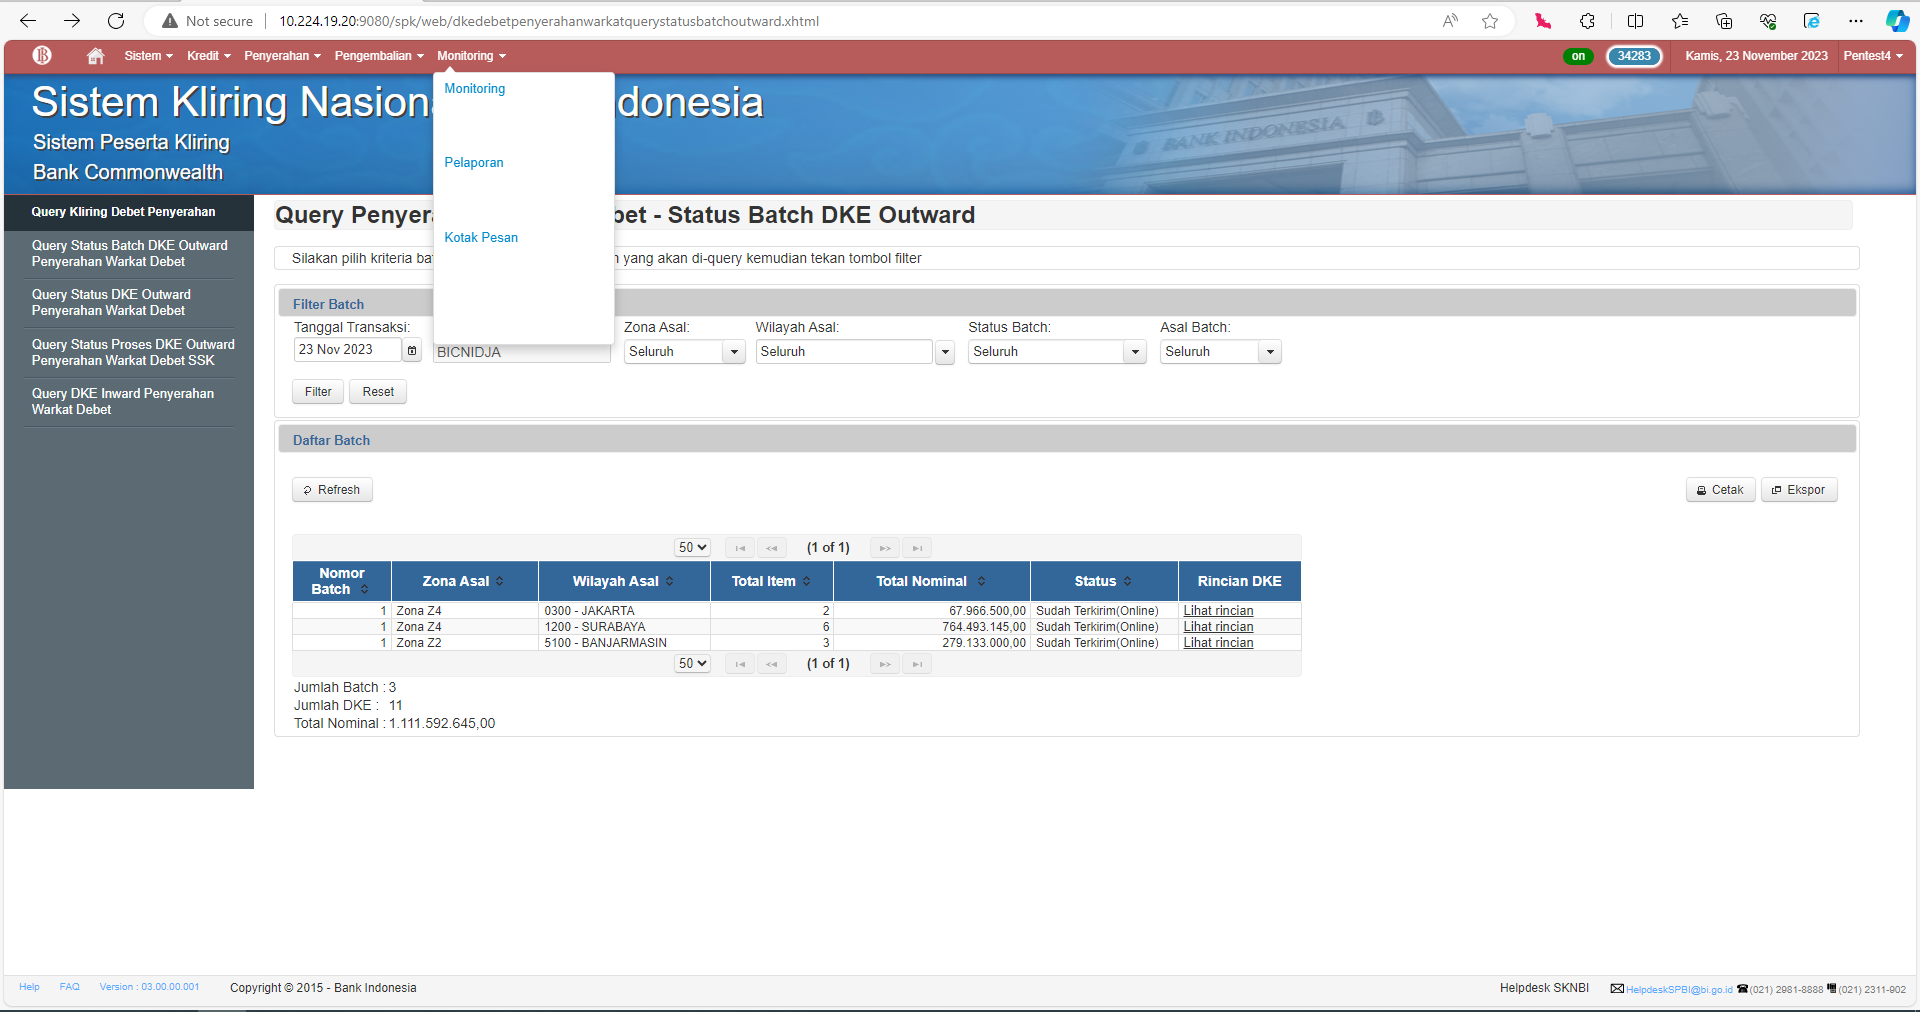 Not secure
10.224.19.20:9080/spk/web/dkedebetpenyerahanwarkatquerystatusbatchoutward.xhtml
Sistem Kredit Penyerahan Pengembalian Monitoring
on 34283 Kamis, 23 November 2023 Pentest4
Monitoring
Pelaporan
Kotak Pesan
Sistem Kliring Nasiona donesia
Sistem Peserta Kliring
Bank Commonwealth
BANK INDONESIA
Query Kliring Debet Penyerahan
Query Status Batch DKE Outward
Penyerahan Warkat Debet
Query Status DKE Outward
Penyerahan Warkat Debet
Query Status Proses DKE Outward
Penyerahan Warkat Debet SSK
Query DKE Inward Penyerahan
Warkat Debet
Query Penyera bet - Status Batch DKE Outward
Silakan pilih kriteria ba yang akan di-query kemudian tekan tombol filter
Filter Batch
Tanggal Transaksi: Zona Asal: Wilayah Asal: Status Batch: Asal Batch:
23 Nov 2023 BICNIDJA Seluruh Seluruh Seluruh Seluruh
Filter Reset
Daftar Batch
Refresh Cetak Ekspor
50 (1 of 1)
Nomor Batch Zona Asal Wilayah Asal Total Item Total Nominal Status Rincian DKE
1 Zona Z4 0300 - JAKARTA 2 67.966.500,00 Sudah Terkirim(Online) Lihat rincian
1 Zona Z4 1200 - SURABAYA 6 764.493.145,00 Sudah Terkirim(Online) Lihat rincian
1 Zona Z2 5100 - BANJARMASIN 3 279.133.000,00 Sudah Terkirim(Online) Lihat rincian
50 (1 of 1)
Jumlah Batch : 3
Jumlah DKE : 11
Total Nominal : 1.111.592.645,00
Help FAQ Version : 03.00.00.001 Copyright © 2015 - Bank Indonesia
Helpdesk SKNBI HelpdeskSPBI@bi.go.id (021) 2981-8888 (021) 2311-902